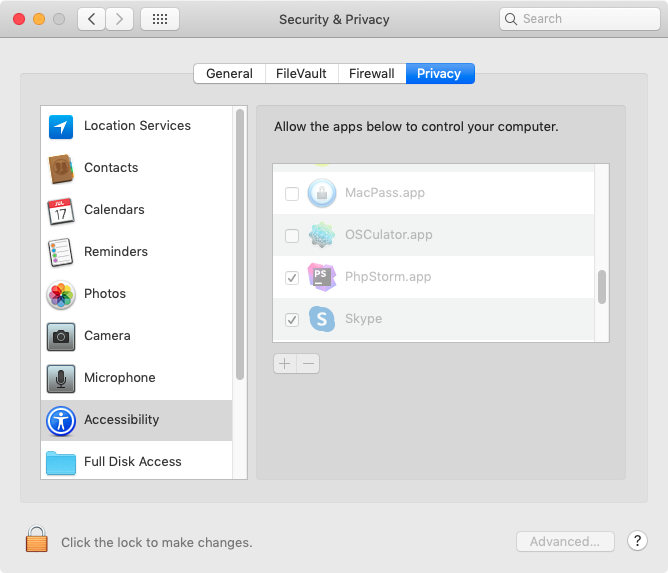 Security & Privacy
Search
General
FileVault
Firewall
Privacy
Location Services
Contacts
JUL
17
Calendars
Reminders
Photos
Camera
Microphone
Accessibility
Full Disk Access
Allow the apps below to control your computer.
MacPass.app
OSCulator.app
PS
PhpStorm.app
S
Skype
+ −
Click the lock to make changes.
Advanced...
?